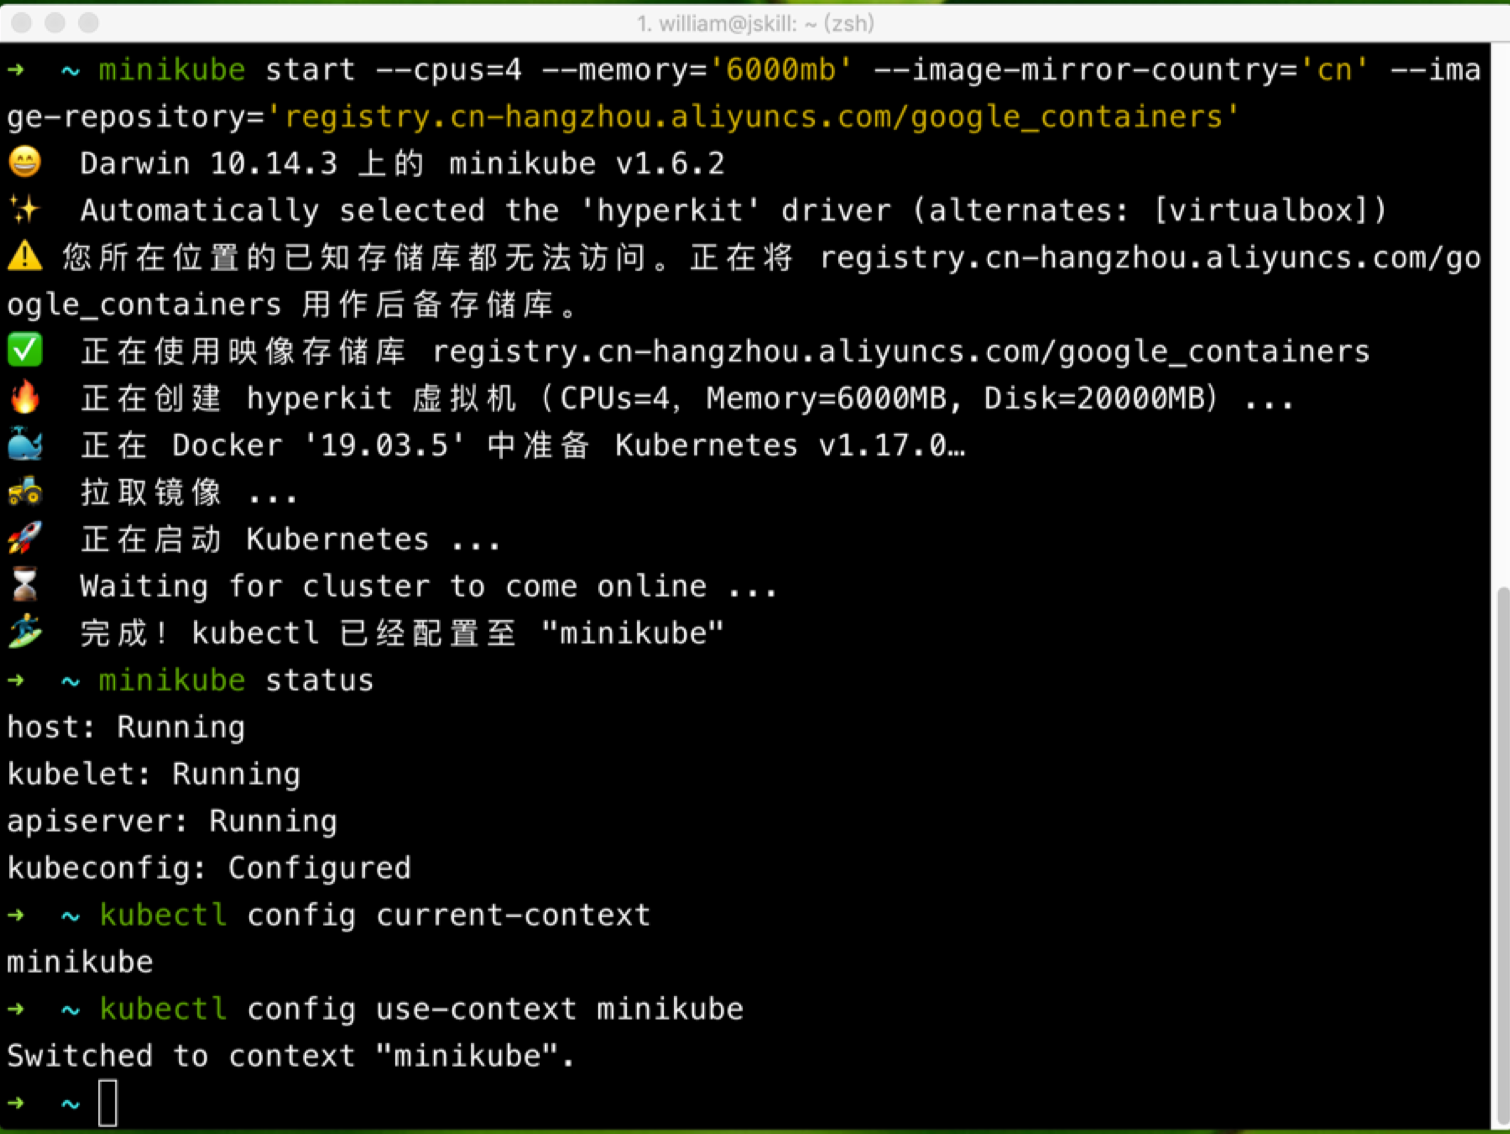 1. william@jskill: ~ (zsh)
➜  ~ minikube start --cpus=4 --memory='6000mb' --image-mirror-country='cn' --ima
ge-repository='registry.cn-hangzhou.aliyuncs.com/google_containers'
😄  Darwin 10.14.3 上的 minikube v1.6.2
✨  Automatically selected the 'hyperkit' driver (alternates: [virtualbox])
⚠️ 您所在位置的已知存储库都无法访问。正在将 registry.cn-hangzhou.aliyuncs.com/go
ogle_containers 用作后备存储库。
✅  正在使用映像存储库 registry.cn-hangzhou.aliyuncs.com/google_containers
🔥  正在创建 hyperkit 虚拟机（CPUs=4，Memory=6000MB, Disk=20000MB）...
🐳  正在 Docker '19.03.5' 中准备 Kubernetes v1.17.0…
🚜  拉取镜像 ...
🚀  正在启动 Kubernetes ...
⌛  Waiting for cluster to come online ...
🏄  完成！kubectl 已经配置至 "minikube"
➜  ~ minikube status
host: Running
kubelet: Running
apiserver: Running
kubeconfig: Configured
➜  ~ kubectl config current-context
minikube
➜  ~ kubectl config use-context minikube
Switched to context "minikube".
➜  ~